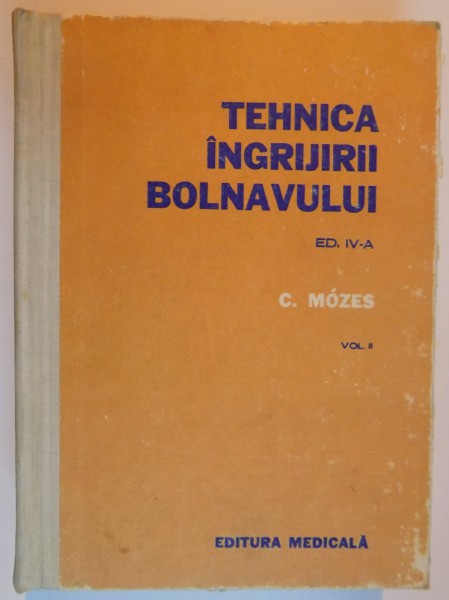 TEHNICA
ÎNGRIJIRII
BOLNAVULUI
ED. IV-A
C. MÓZES
VOL. II
EDITURA MEDICALĂ